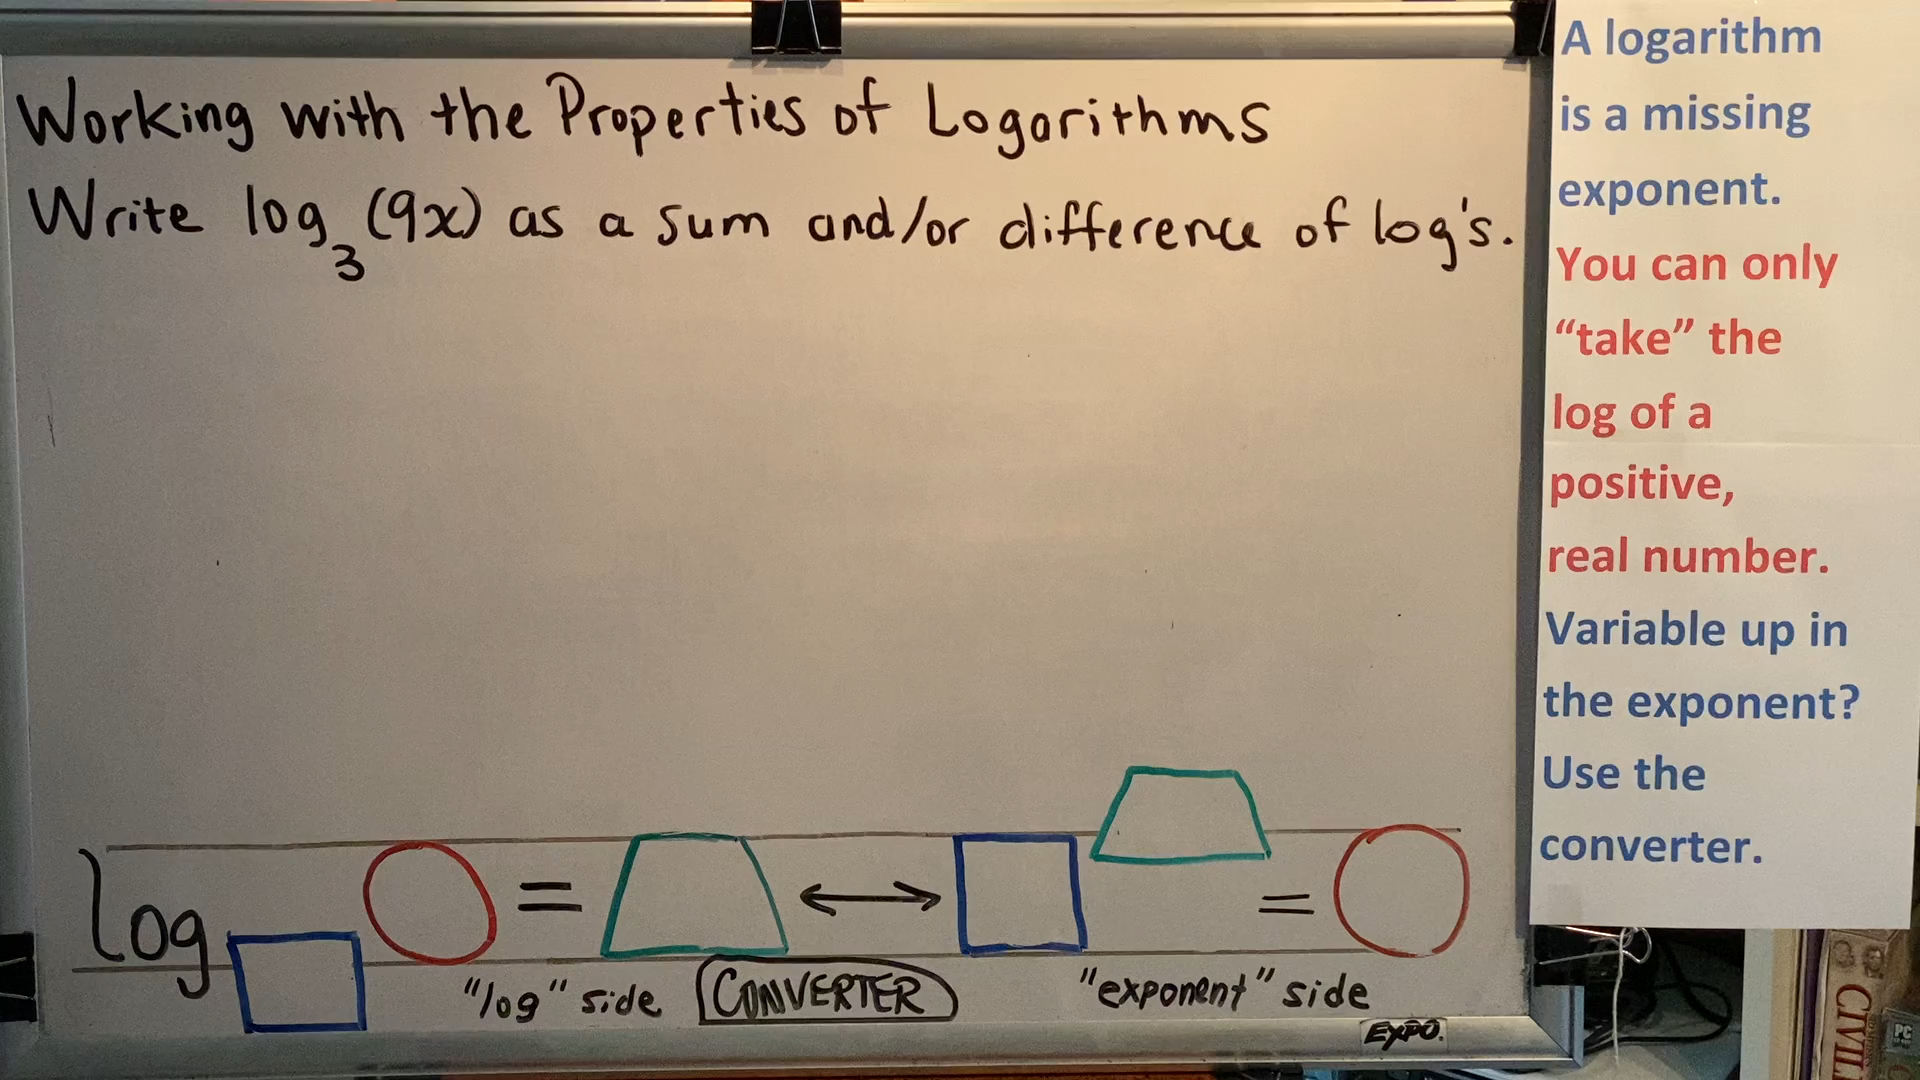 Working with the Properties of Logarithms
Write log₃(9x) as a sum and/or difference of log's.
log = ↔ =
"log" side CONVERTER "exponent" side
EXPO.
A logarithm
is a missing
exponent.
You can only
“take” the
log of a
positive,
real number.
Variable up in
the exponent?
Use the
converter.
PC